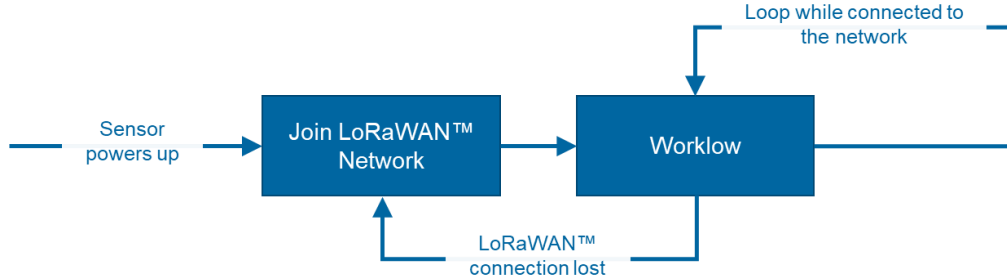 Loop while connected to
the network
Sensor
powers up
Join LoRaWAN™
Network
Worklow
LoRaWAN™
connection lost